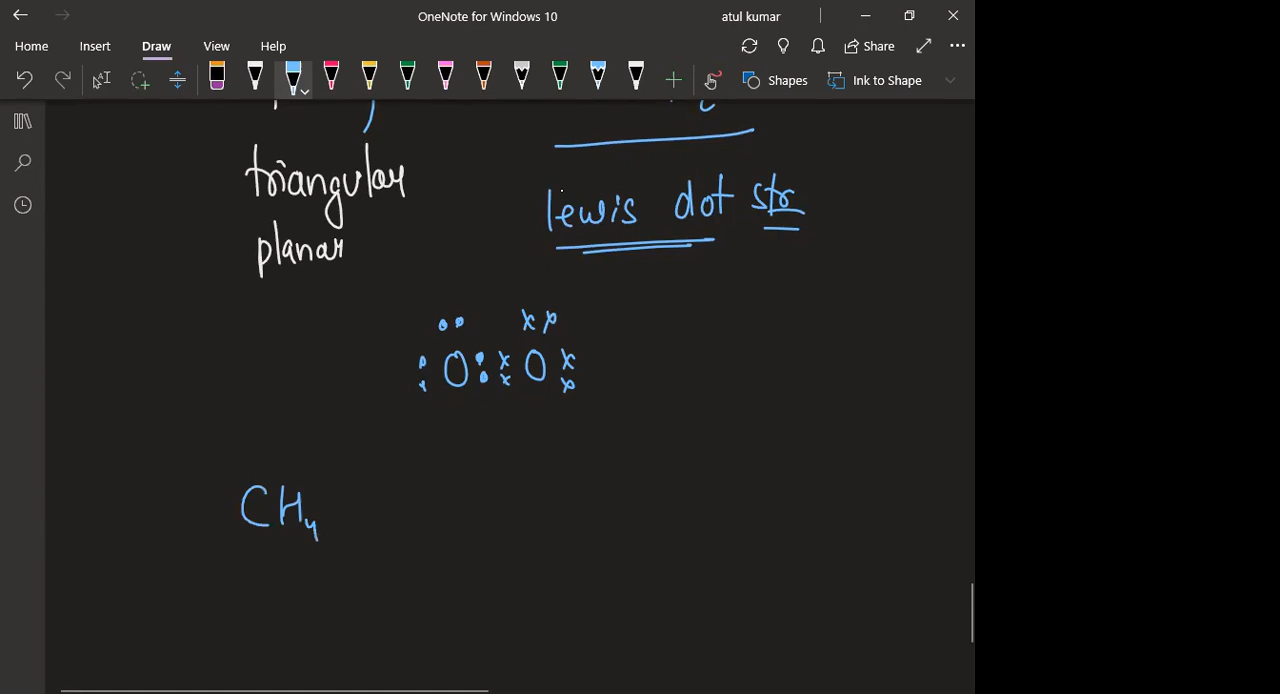 OneNote for Windows 10
atul kumar
Home Insert Draw View Help
Share
Shapes
Ink to Shape
triangular
planar
lewis dot str
O O
CH4